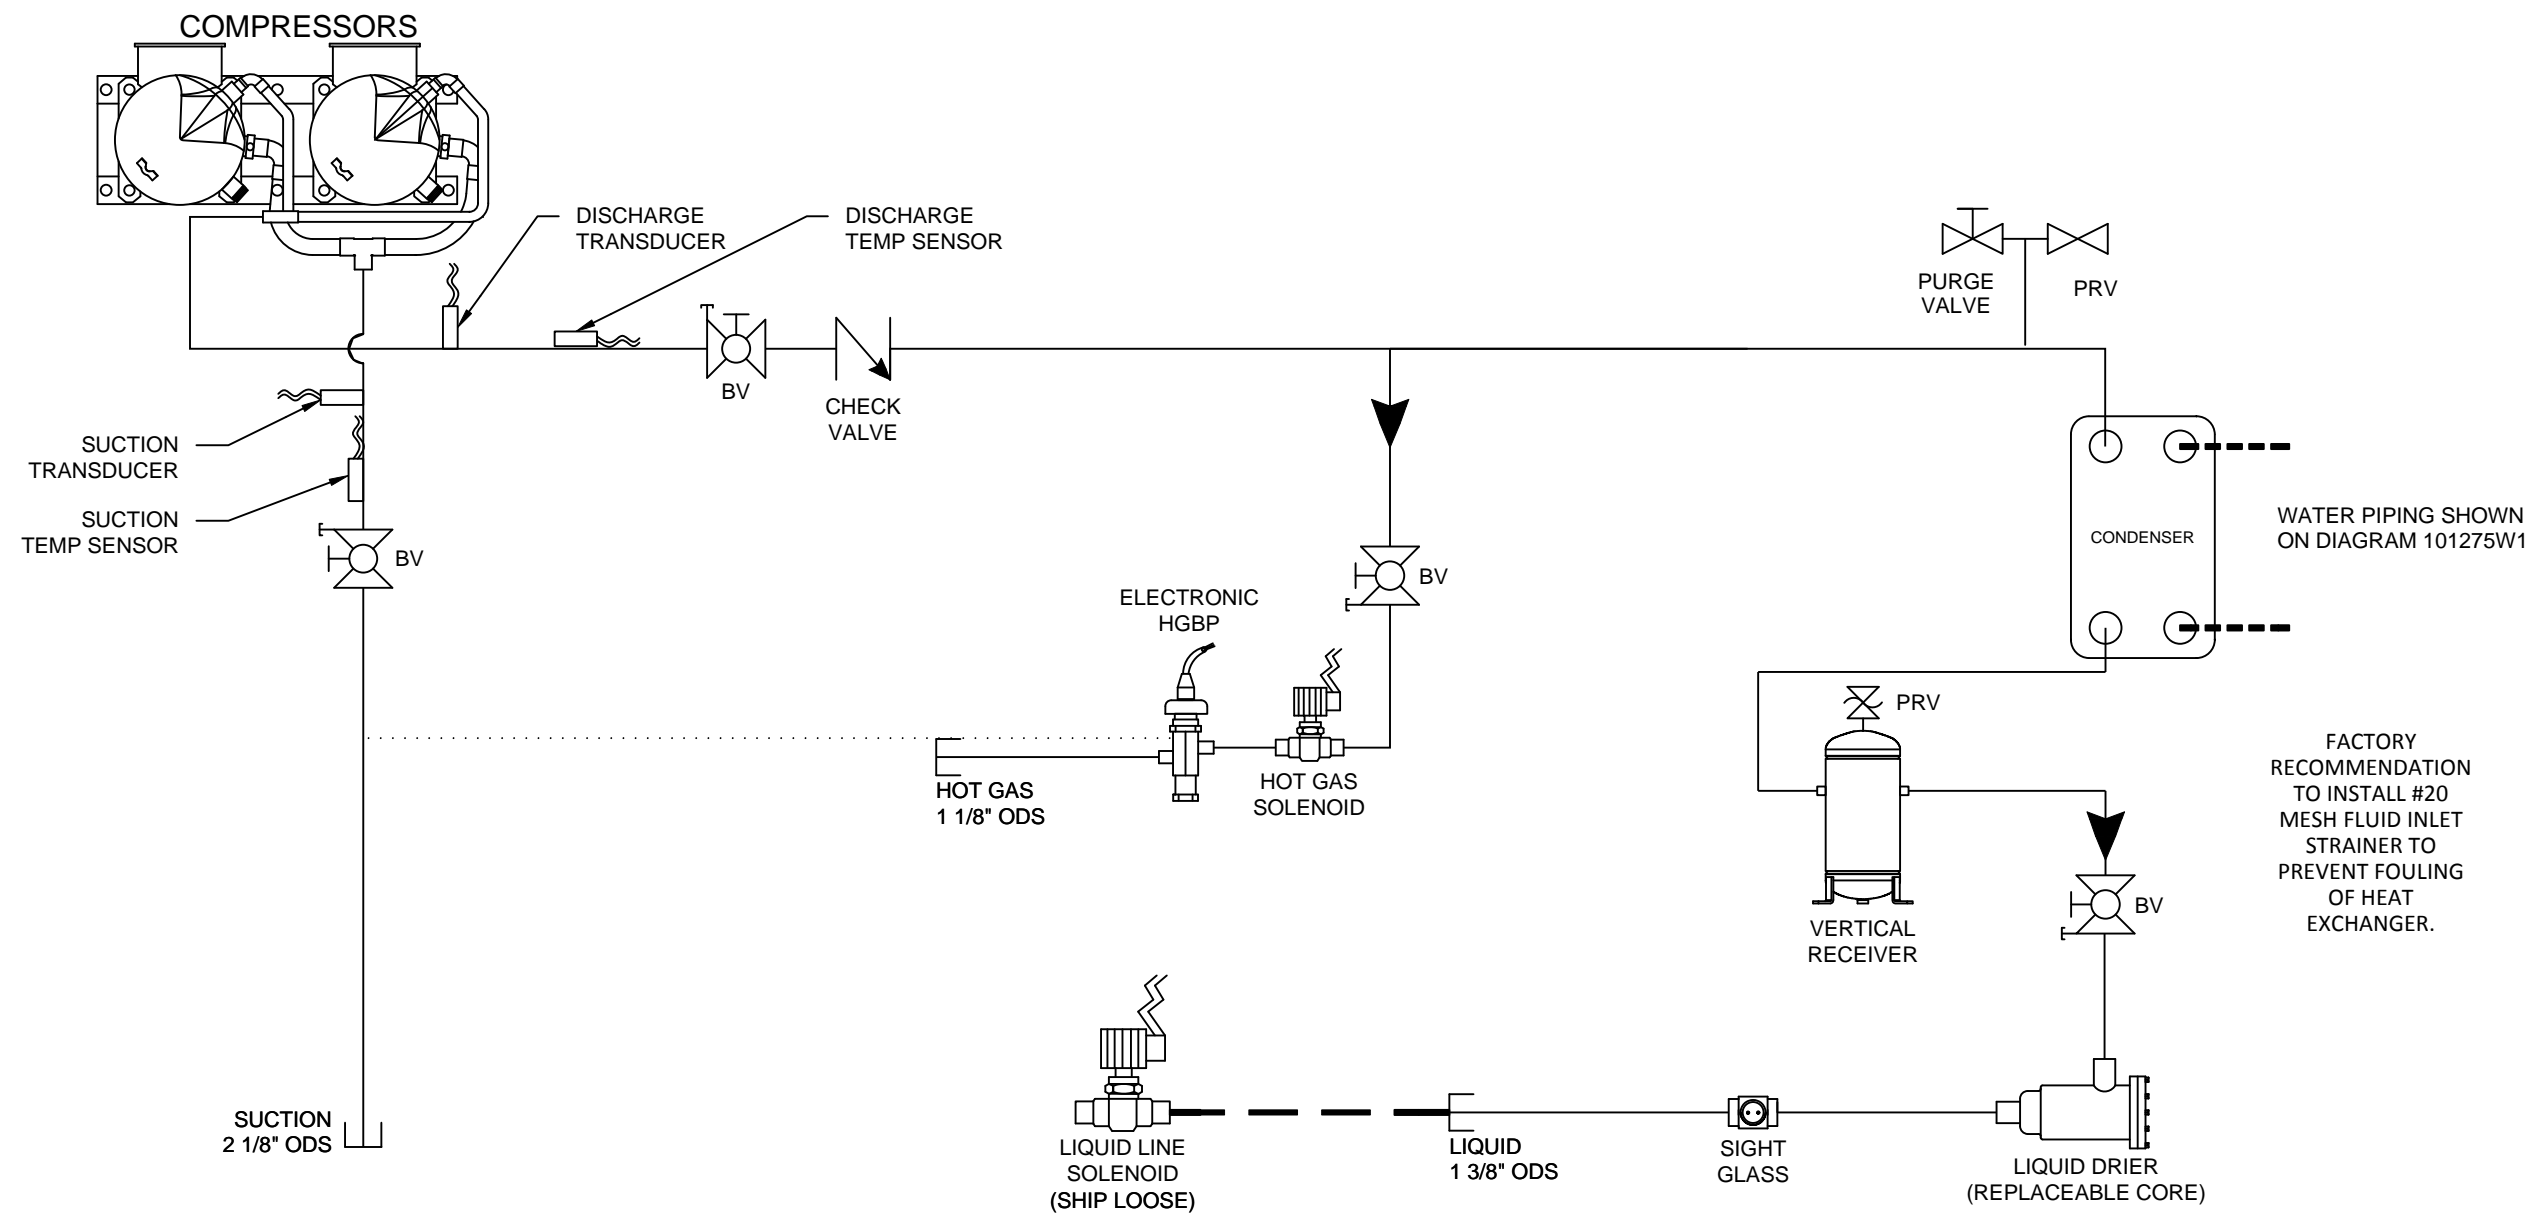 COMPRESSORS
DISCHARGE
TRANSDUCER
DISCHARGE
TEMP SENSOR
PURGE
VALVE
PRV
BV
CHECK
VALVE
SUCTION
TRANSDUCER
SUCTION
TEMP SENSOR
BV
BV
CONDENSER
WATER PIPING SHOWN
ON DIAGRAM 101275W1
ELECTRONIC
HGBP
HOT GAS
1 1/8" ODS
HOT GAS
SOLENOID
PRV
FACTORY
RECOMMENDATION
TO INSTALL #20
MESH FLUID INLET
STRAINER TO
PREVENT FOULING
OF HEAT
EXCHANGER.
VERTICAL
RECEIVER
BV
SUCTION
2 1/8" ODS
LIQUID LINE
SOLENOID
(SHIP LOOSE)
LIQUID
1 3/8" ODS
SIGHT
GLASS
LIQUID DRIER
(REPLACEABLE CORE)